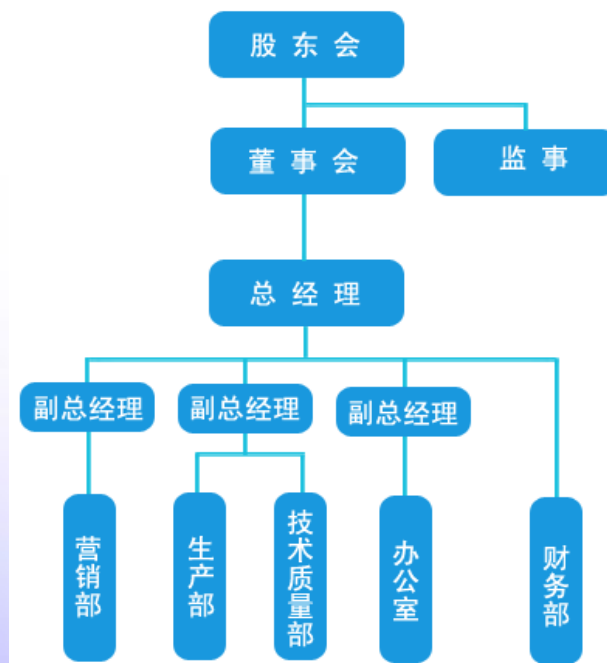 股东会
董事会
监事
总经理
副总经理
副总经理
副总经理
营销部
生产部
技术质量部
办公室
财务部